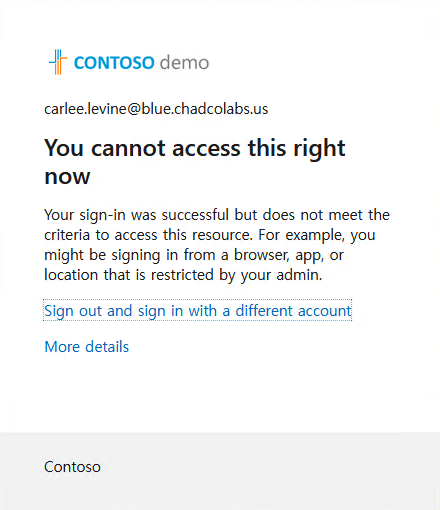 CONTOSO demo
carlee.levine@blue.chadcolabs.us
You cannot access this right
now
Your sign-in was successful but does not meet the
criteria to access this resource. For example, you
might be signing in from a browser, app, or
location that is restricted by your admin.
Sign out and sign in with a different account
More details
Contoso